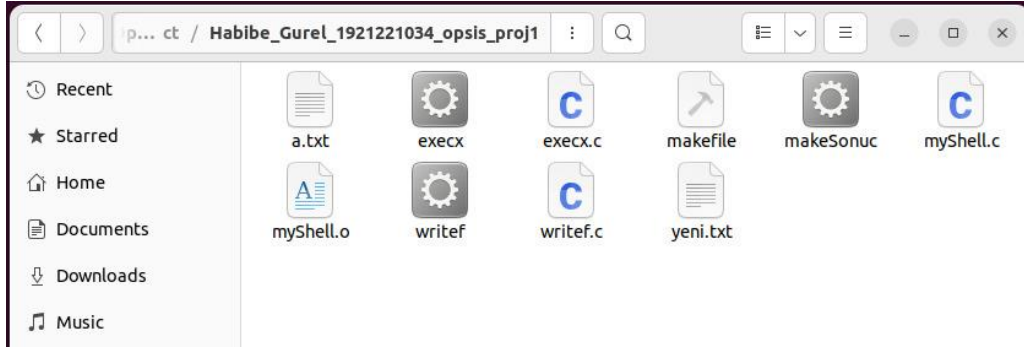 p... ct / Habibe_Gurel_1921221034_opsis_proj1
Recent
Starred
Home
Documents
Downloads
Music
a.txt execx execx.c makefile makeSonuc myShell.c
myShell.o writef writef.c yeni.txt